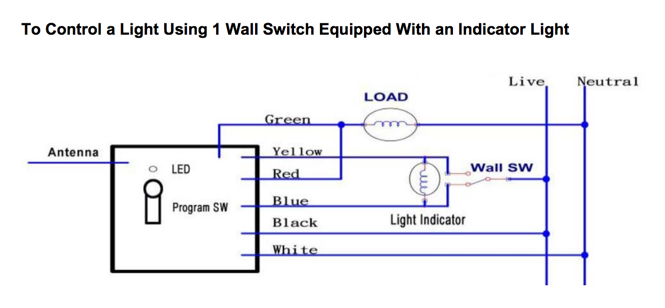 To Control a Light Using 1 Wall Switch Equipped With an Indicator Light
Live
Neutral
LOAD
Green
Antenna
Yellow
LED
Red
Wall SW
Program SW
Blue
Black
Light Indicator
White